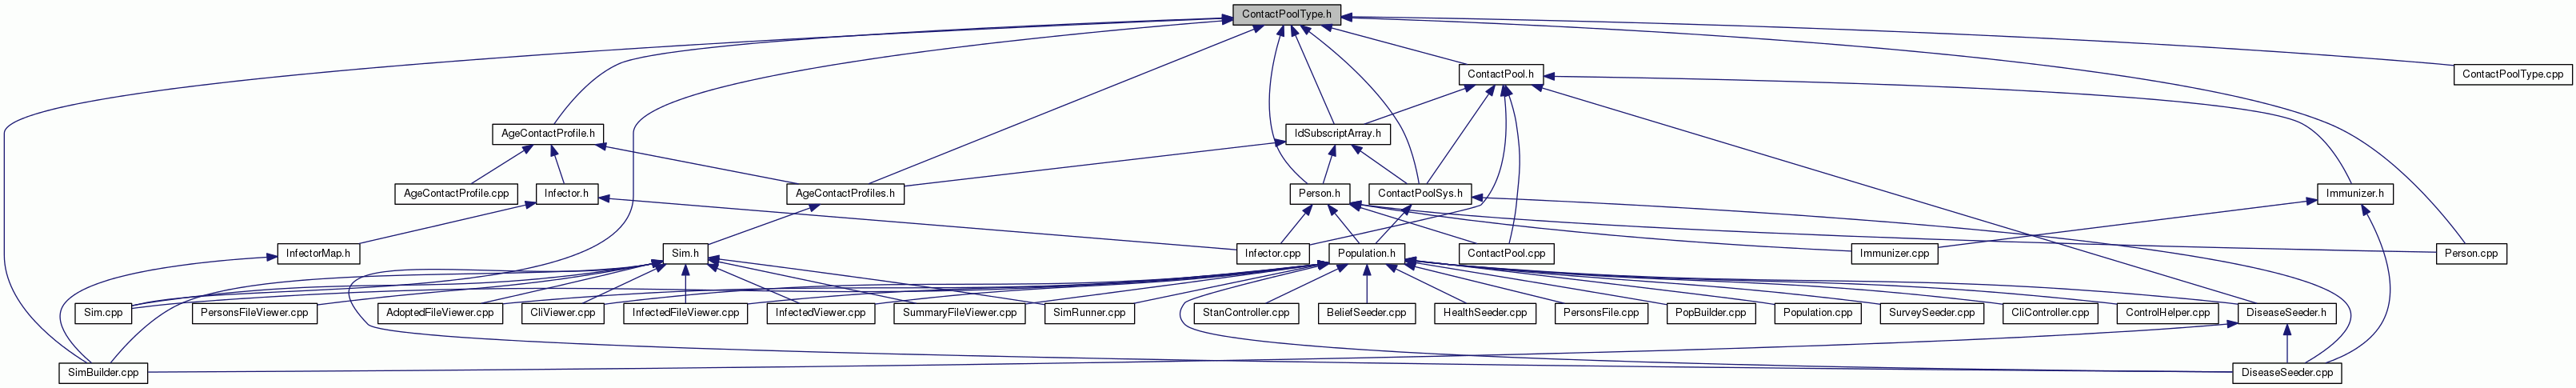 ContactPoolType.h
ContactPool.h
ContactPoolType.cpp
AgeContactProfile.h
IdSubscriptArray.h
AgeContactProfile.cpp
Infector.h
AgeContactProfiles.h
Person.h
ContactPoolSys.h
Immunizer.h
InfectorMap.h
Sim.h
Infector.cpp
Population.h
ContactPool.cpp
Immunizer.cpp
Person.cpp
Sim.cpp
PersonsFileViewer.cpp
AdoptedFileViewer.cpp
CliViewer.cpp
InfectedFileViewer.cpp
InfectedViewer.cpp
SummaryFileViewer.cpp
SimRunner.cpp
StanController.cpp
BeliefSeeder.cpp
HealthSeeder.cpp
PersonsFile.cpp
PopBuilder.cpp
Population.cpp
SurveySeeder.cpp
CliController.cpp
ControlHelper.cpp
DiseaseSeeder.h
SimBuilder.cpp
DiseaseSeeder.cpp